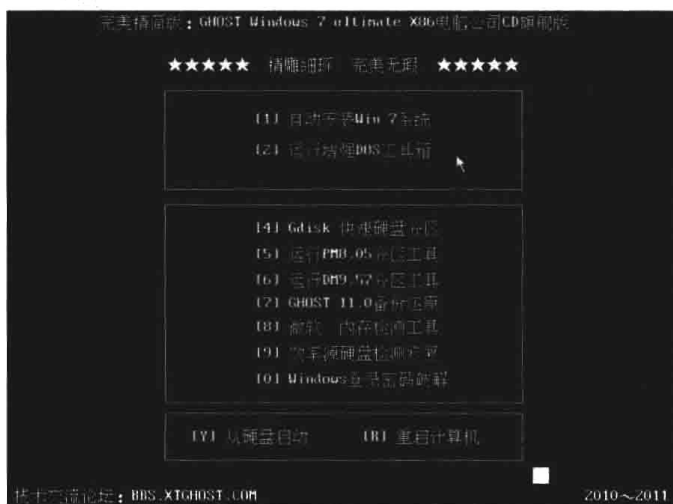 完美精简版：GHOST Windows 7 ultimate X86电脑公司CD旗舰版
★★★★★ 精雕细琢 完美无瑕 ★★★★★
[1] 自动安装Win 7系统
[2] 运行增强DOS工具箱
[4] Gdisk 快速硬盘分区
[5] 运行PM8.05分区工具
[6] 运行DM9.57分区工具
[7] GHOST 11.0备份还原
[8] 微软 内存检测工具
[9] 硬盘检测
[0] Windows登录密码破解
[Y] 从硬盘启动 [R] 重启计算机
技术交流论坛：BBS.XTGHOST.COM 2010～2011